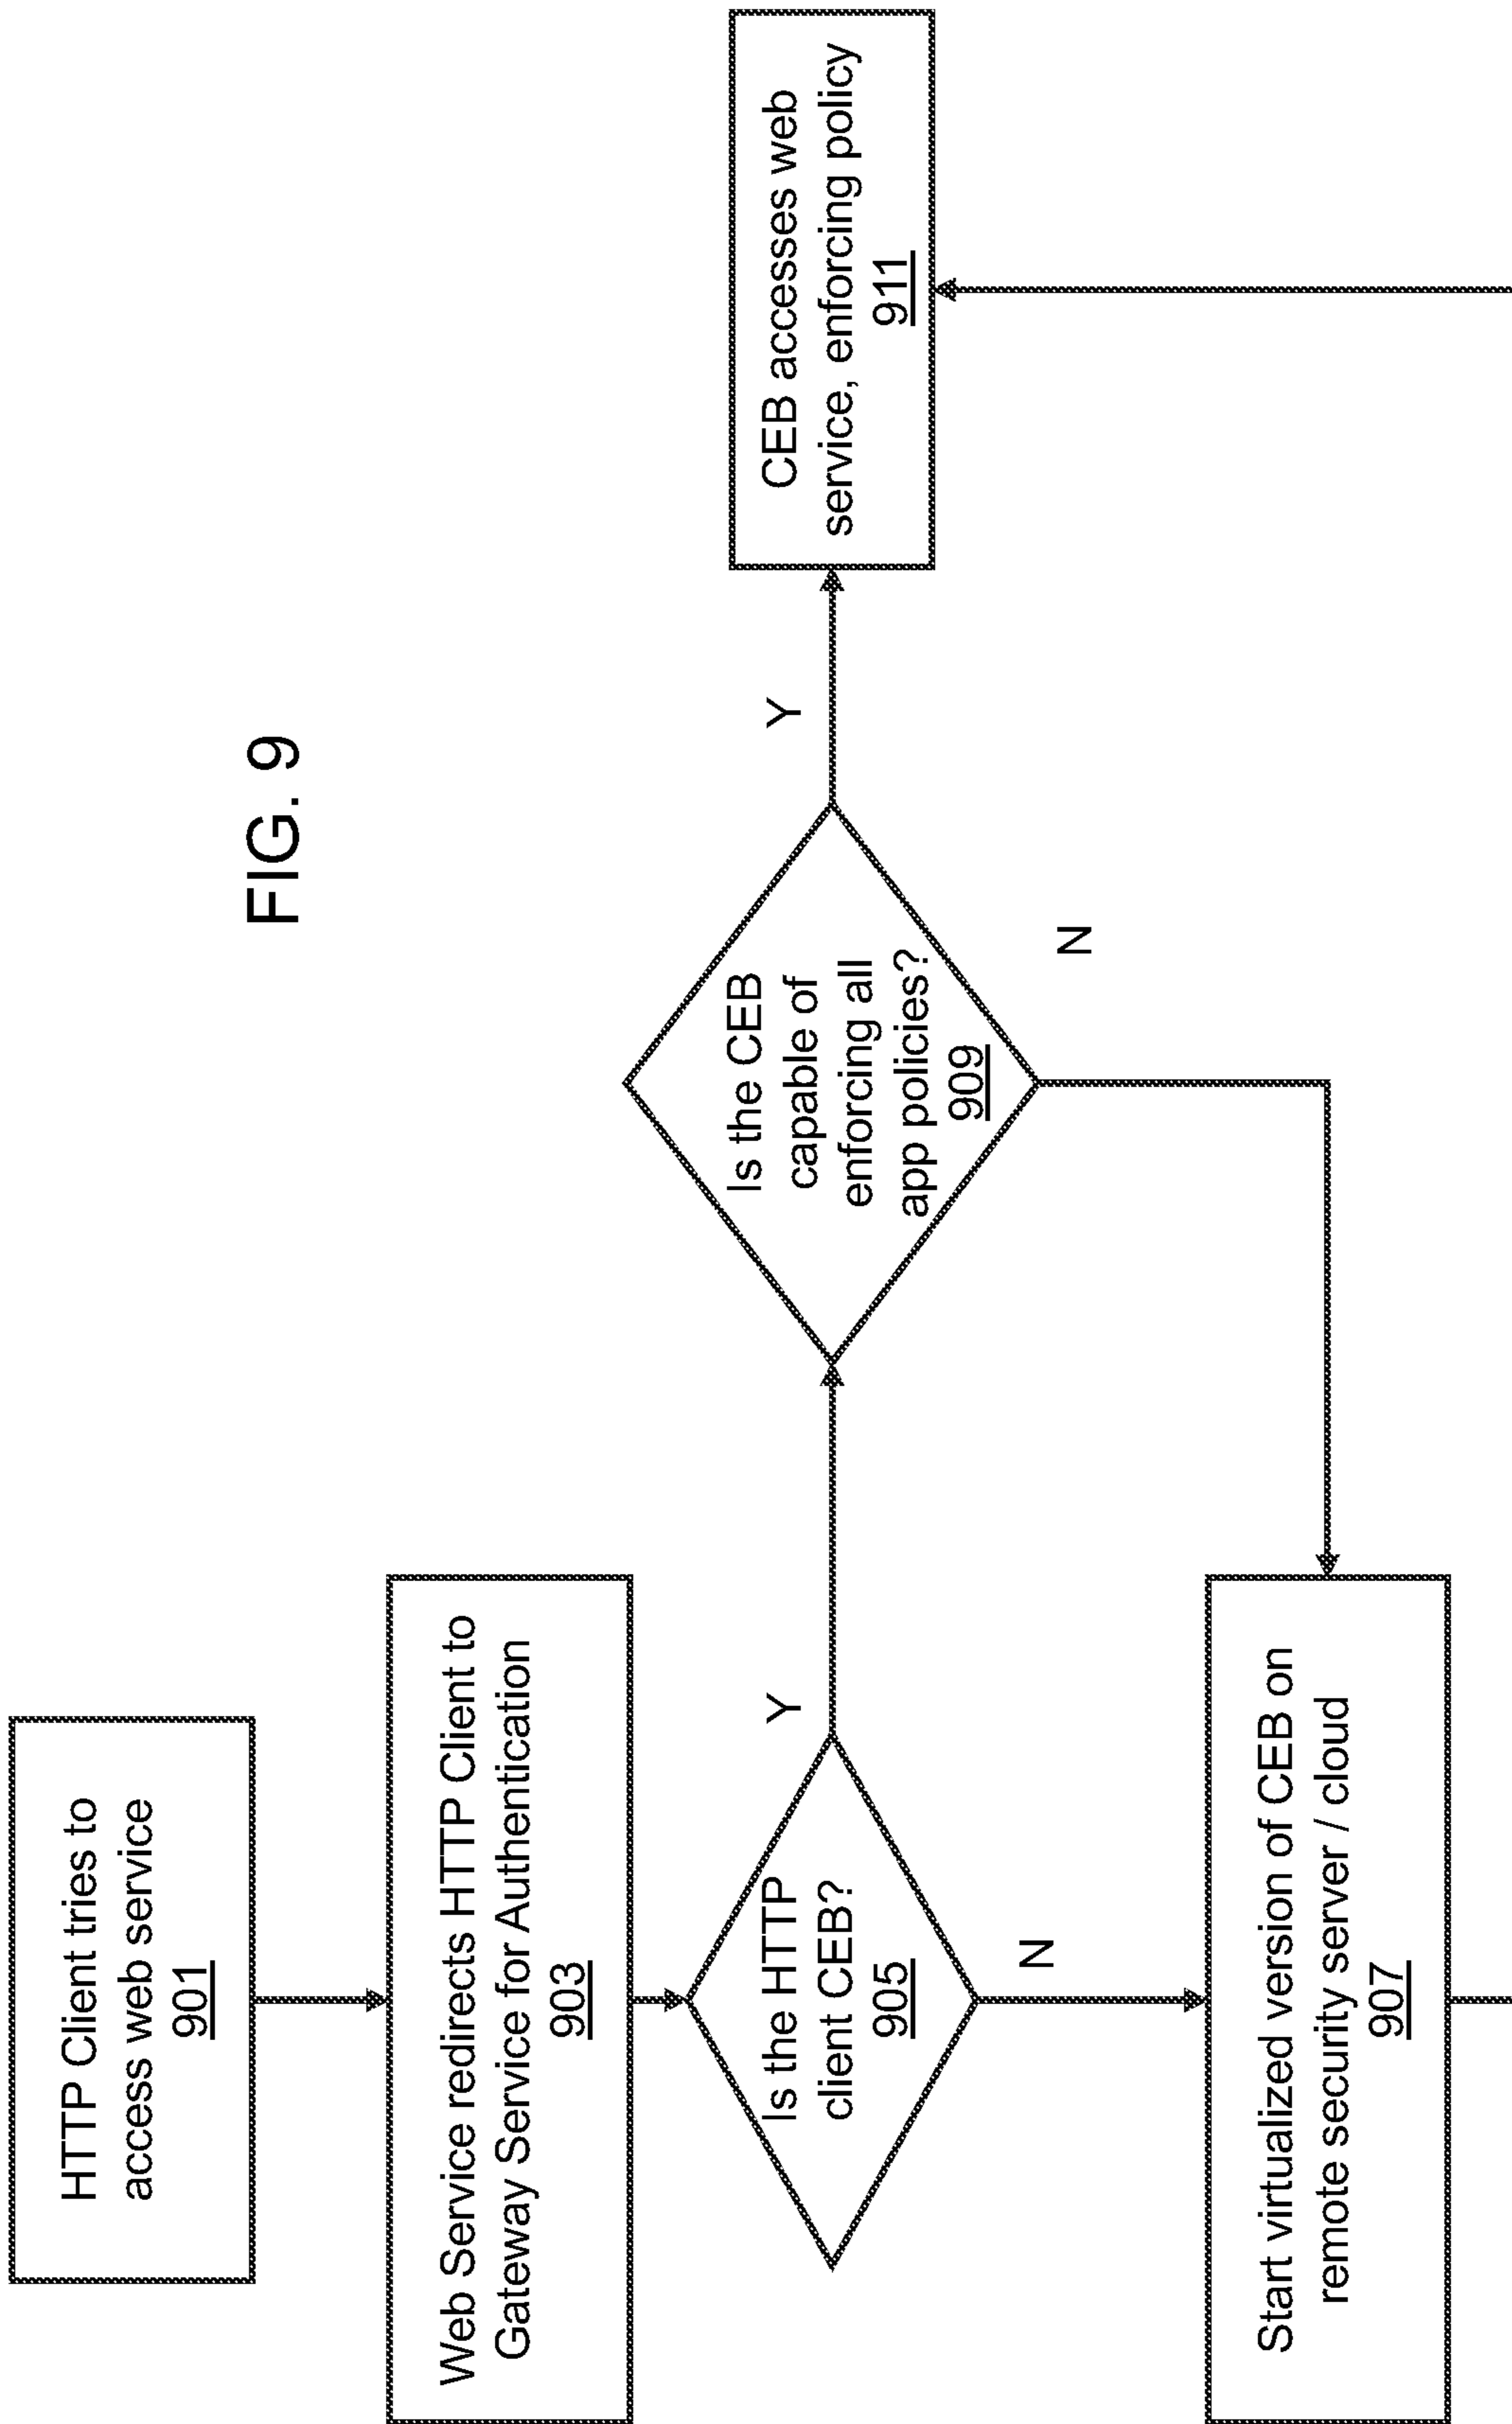 FIG. 9
HTTP Client tries to
access web service
901
Web Service redirects HTTP Client to
Gateway Service for Authentication
903
Is the HTTP
client CEB?
905
Y
N
Is the CEB
capable of
enforcing all
app policies?
909
Y
N
CEB accesses web
service, enforcing policy
911
Start virtualized version of CEB on
remote security server / cloud
907